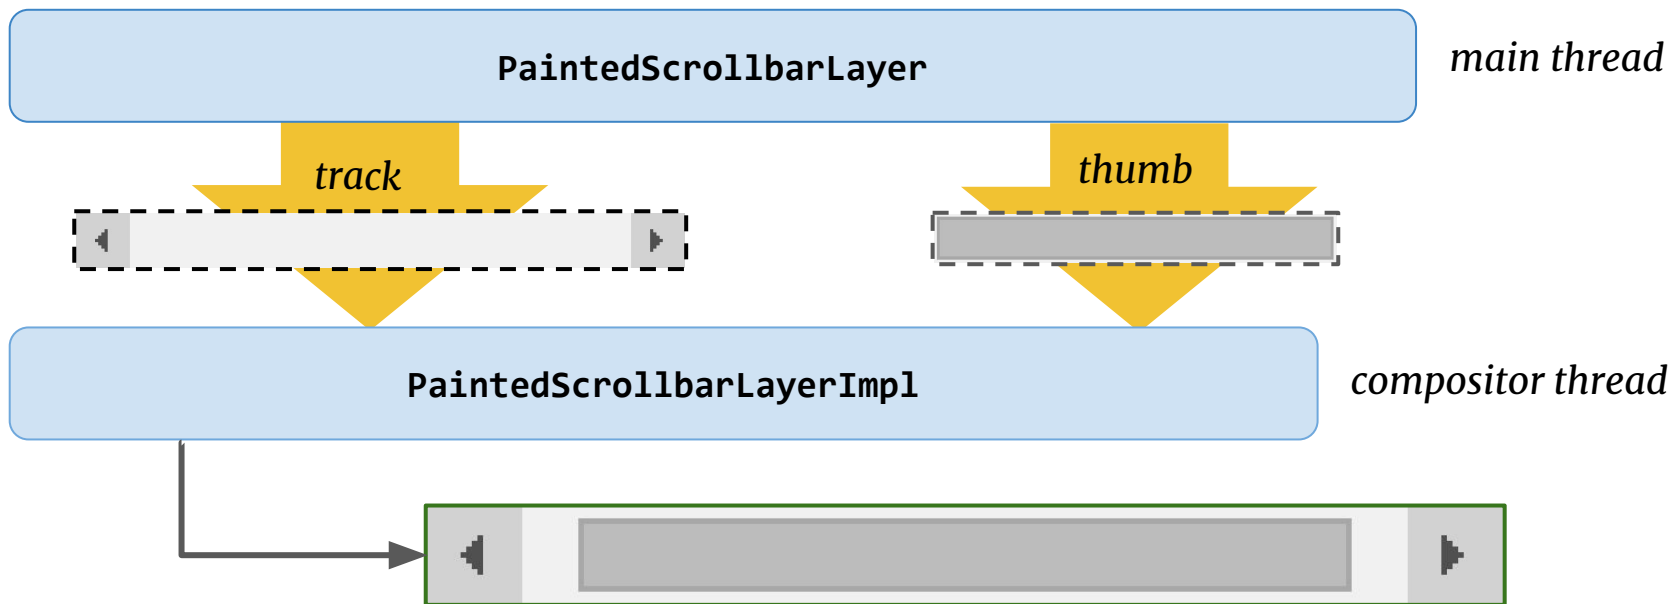 PaintedScrollbarLayer
main thread
track
thumb
PaintedScrollbarLayerImpl
compositor thread